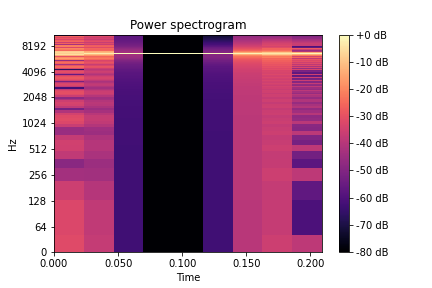 Power spectrogram
Hz
8192
4096
2048
1024
512
256
128
64
0
0.000
0.050
0.100
0.150
0.200
Time
+0 dB
-10 dB
-20 dB
-30 dB
-40 dB
-50 dB
-60 dB
-70 dB
-80 dB